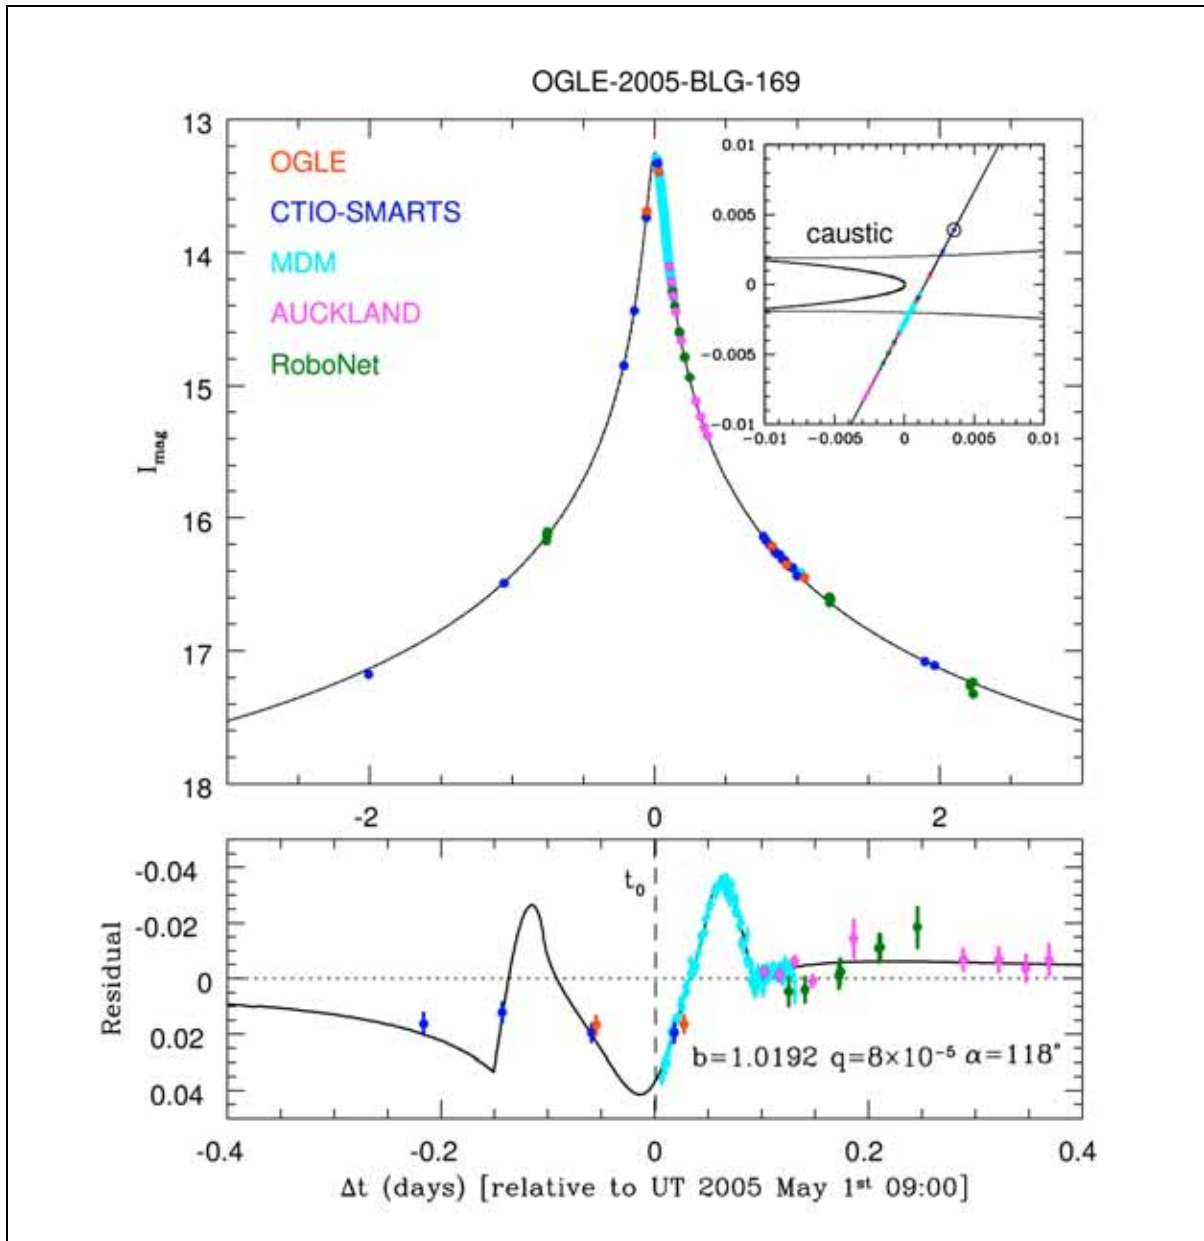 OGLE-2005-BLG-169
13
14
15
16
17
18
I_mag
OGLE
CTIO-SMARTS
MDM
AUCKLAND
RoboNet
0.01
0.005
0
-0.005
-0.01
caustic
-0.01 -0.005 0 0.005 0.01
-2 0 2
-0.04
-0.02
0
0.02
0.04
Residual
t₀
b=1.0192 q=8×10⁻⁵ α=118°
-0.4 -0.2 0 0.2 0.4
Δt (days) [relative to UT 2005 May 1ˢᵗ 09:00]